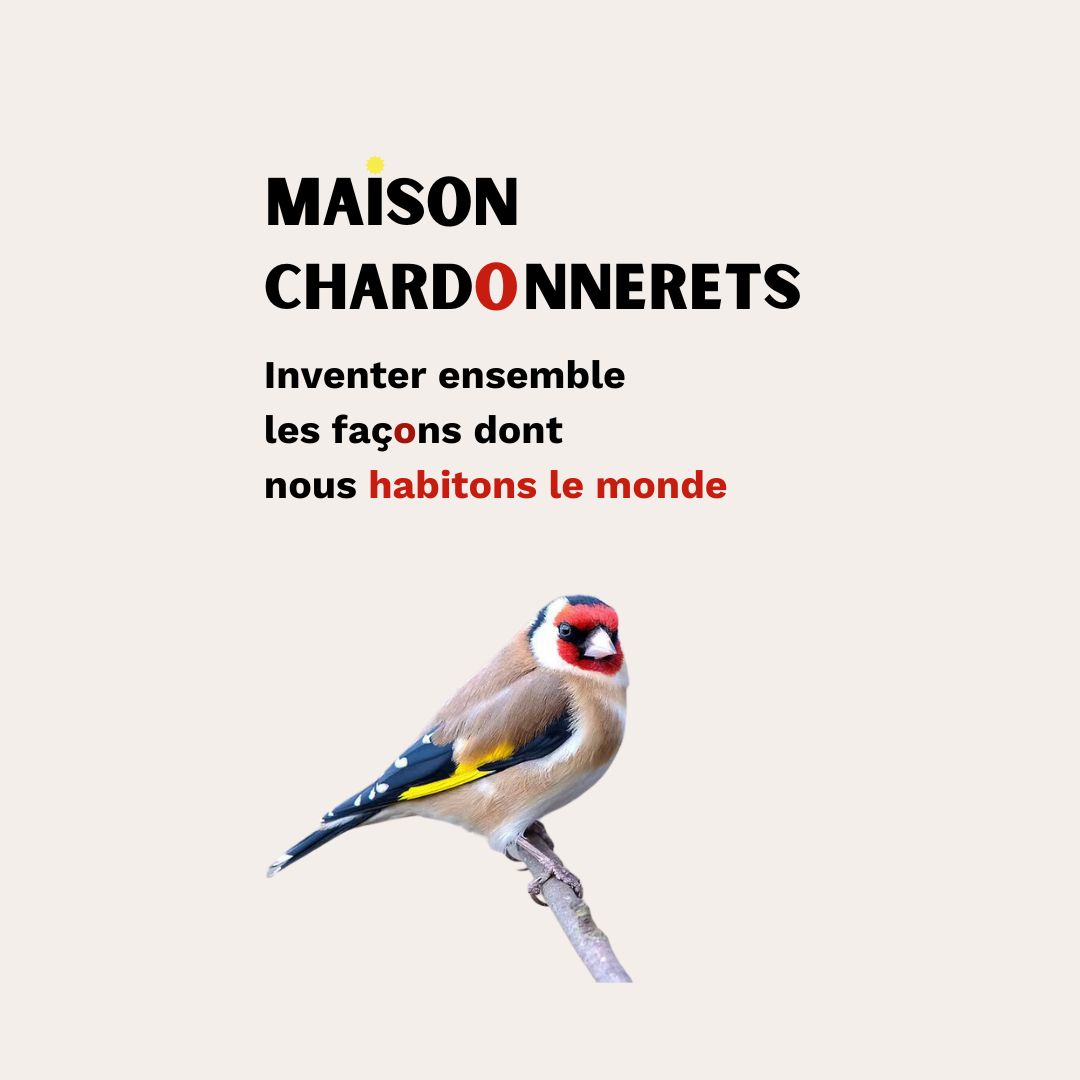 MAISON
CHARDONNERETS
Inventer ensemble
les façons dont
nous habitons le monde